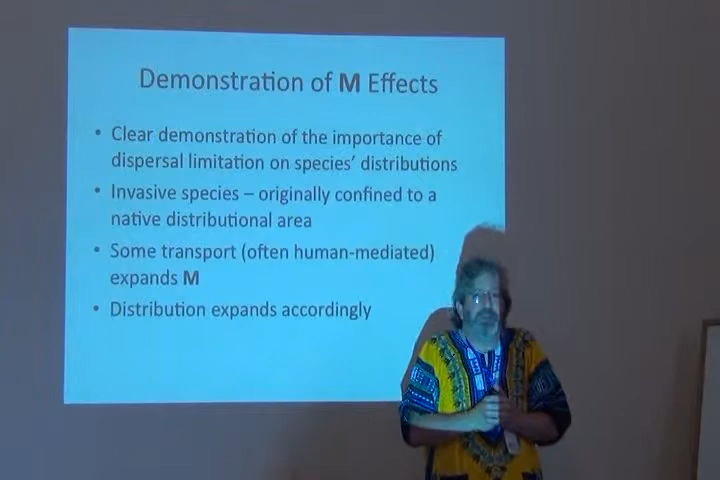 Demonstration of M Effects
• Clear demonstration of the importance of
dispersal limitation on species’ distributions
• Invasive species – originally confined to a
native distributional area
• Some transport (often human-mediated)
expands M
• Distribution expands accordingly